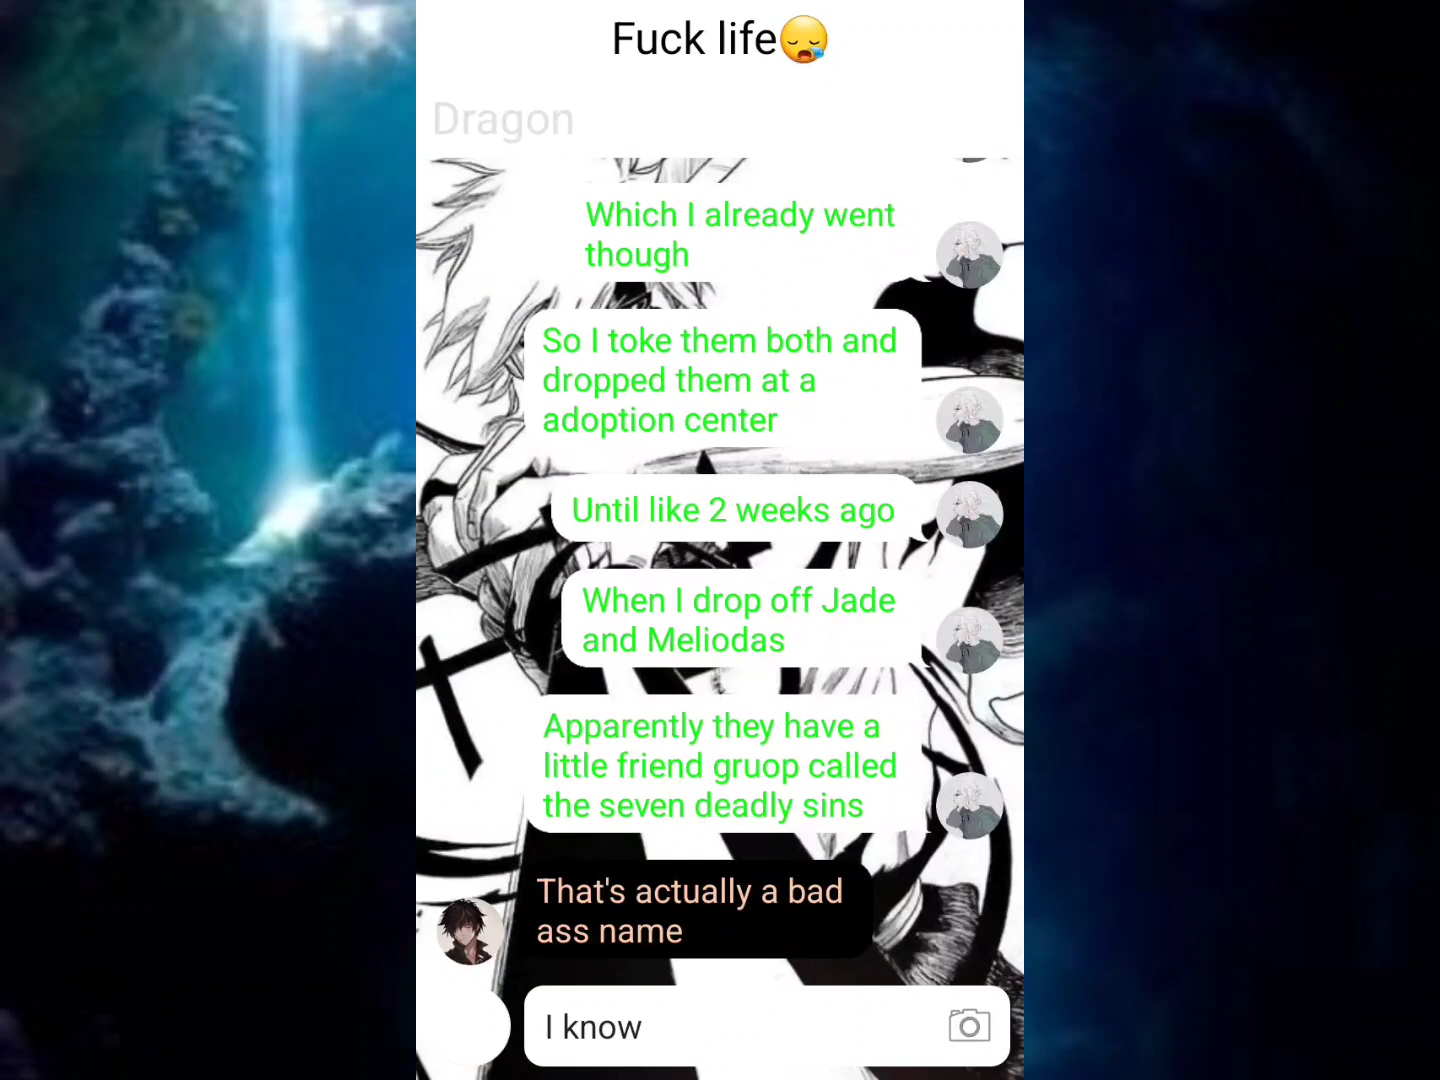 Fuck life😪
Dragon
Which I already went
though
So I toke them both and
dropped them at a
adoption center
Until like 2 weeks ago
When I drop off Jade
and Meliodas
Apparently they have a
little friend gruop called
the seven deadly sins
That's actually a bad
ass name
I know